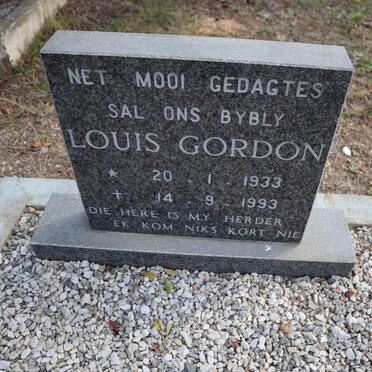 NET MOOI GEDAGTES
SAL ONS BYBLY
LOUIS GORDON
* 20 . 1 . 1933
+ 14 . 9 . 1993
DIE HERE IS MY HERDER
EK KOM NIKS KORT NIE